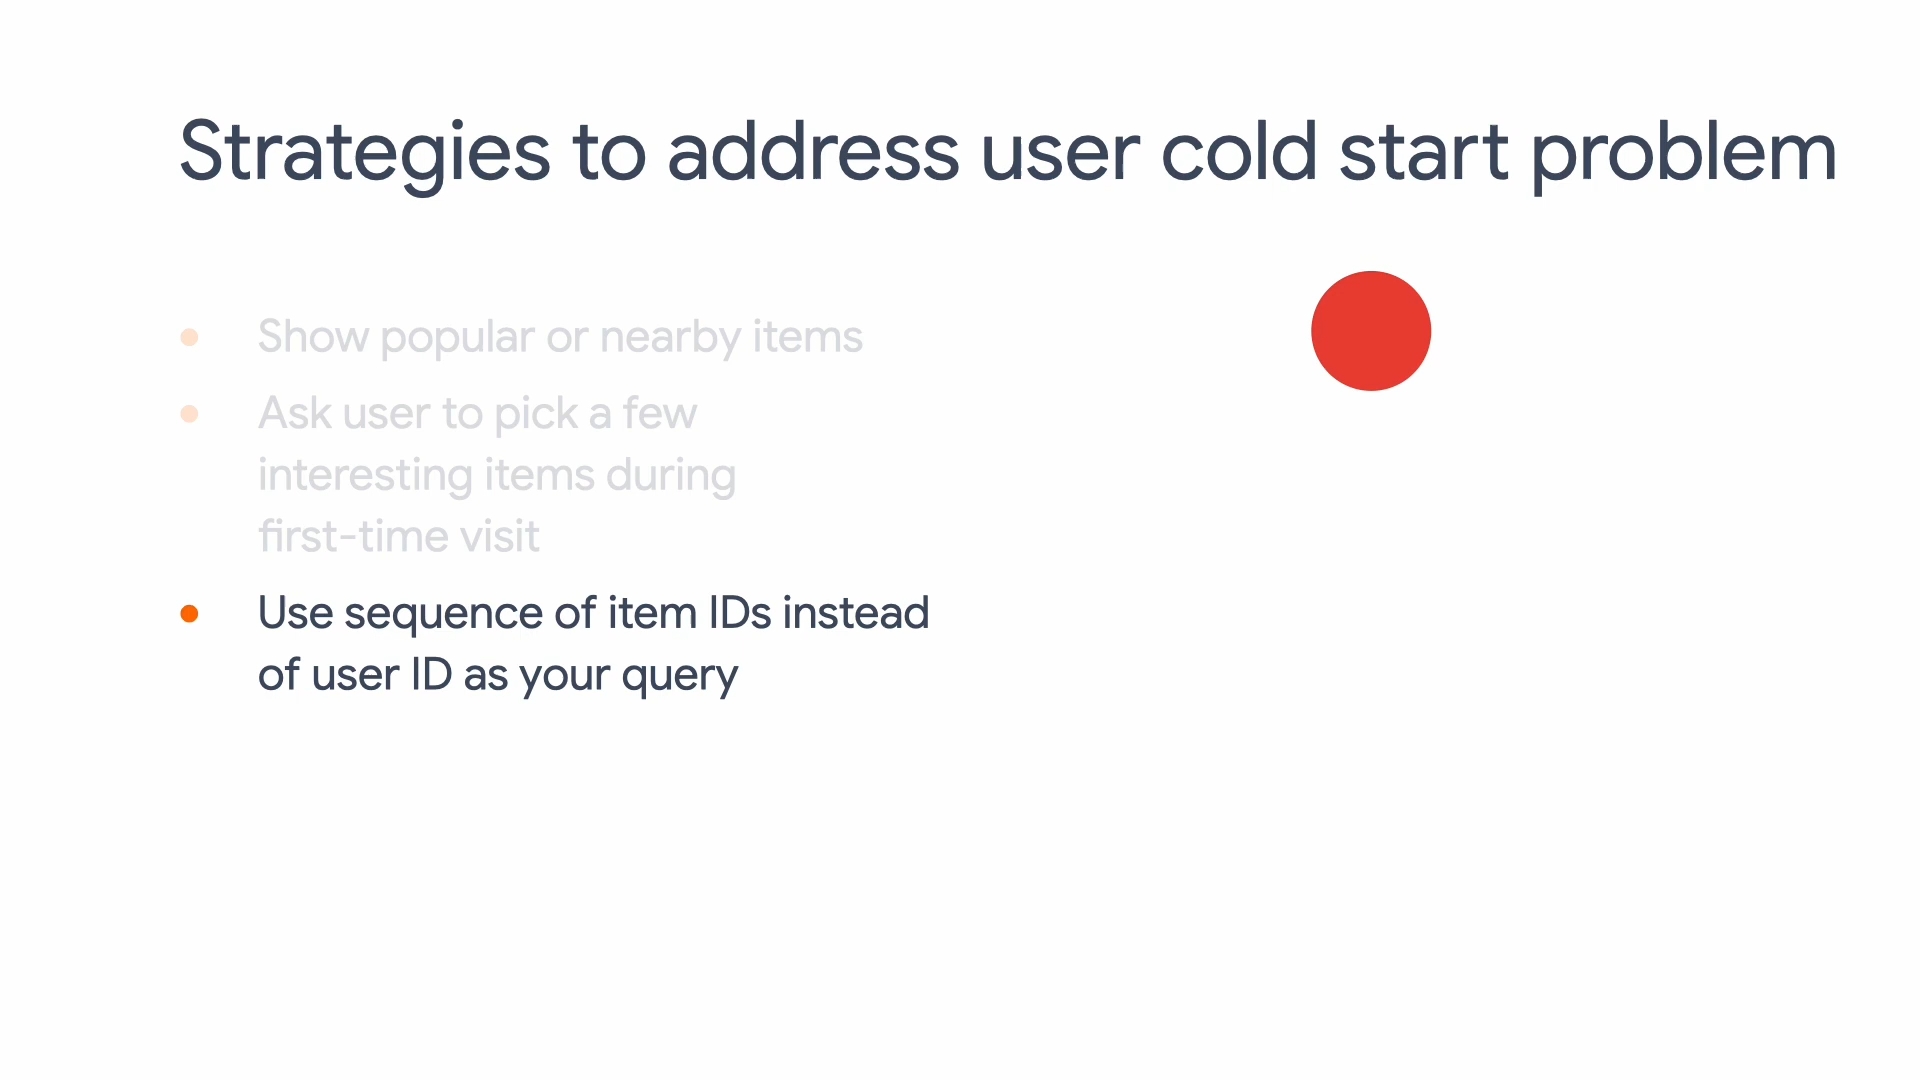 Strategies to address user cold start problem
• Show popular or nearby items
• Ask user to pick a few
interesting items during
first-time visit
• Use sequence of item IDs instead
of user ID as your query